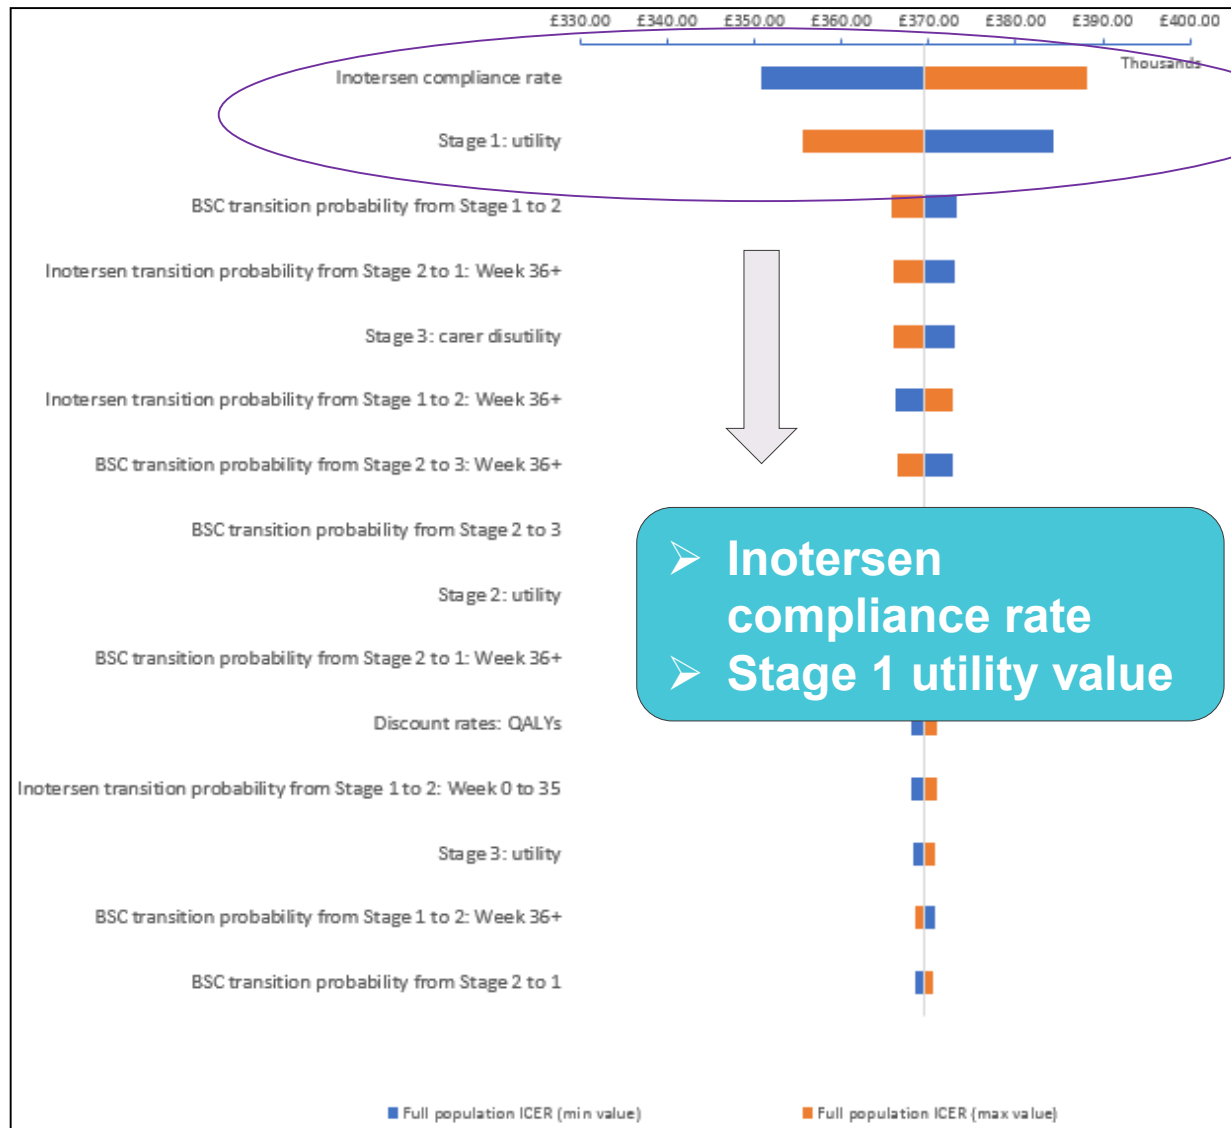 £330.00 £340.00 £350.00 £360.00 £370.00 £380.00 £390.00 £400.00
Thousands
Inotersen compliance rate
Stage 1: utility
BSC transition probability from Stage 1 to 2
Inotersen transition probability from Stage 2 to 1: Week 36+
Stage 3: carer disutility
Inotersen transition probability from Stage 1 to 2: Week 36+
BSC transition probability from Stage 2 to 3: Week 36+
BSC transition probability from Stage 2 to 3
Stage 2: utility
BSC transition probability from Stage 2 to 1: Week 36+
Discount rates: QALYs
Inotersen transition probability from Stage 1 to 2: Week 0 to 35
Stage 3: utility
BSC transition probability from Stage 1 to 2: Week 36+
BSC transition probability from Stage 2 to 1
➢ Inotersen
compliance rate
➢ Stage 1 utility value
Full population ICER (min value) Full population ICER (max value)